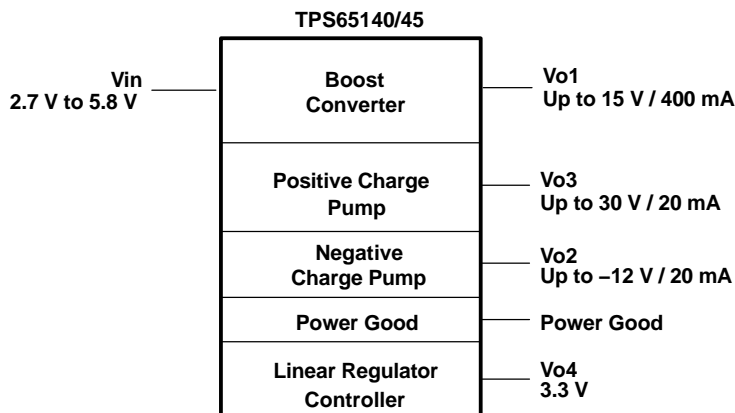 TPS65140/45
Vin
2.7 V to 5.8 V
Boost
Converter
Vo1
Up to 15 V / 400 mA
Positive Charge
Pump
Vo3
Up to 30 V / 20 mA
Negative
Charge Pump
Vo2
Up to –12 V / 20 mA
Power Good
Power Good
Linear Regulator
Controller
Vo4
3.3 V